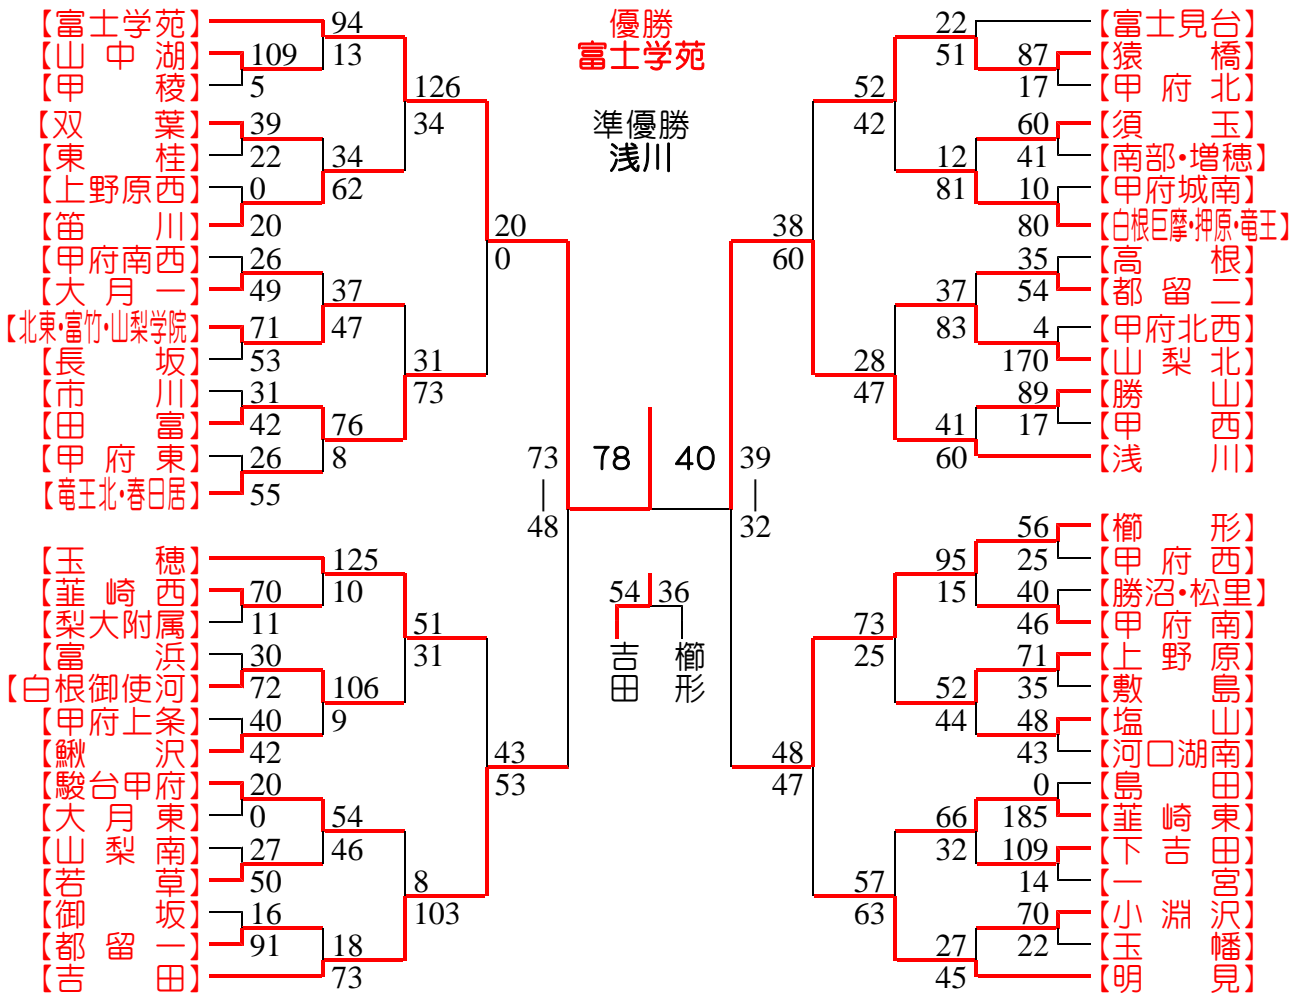 優勝
富士学苑
準優勝
浅川
【富士学苑】
94
【山中湖】
109
13
【甲稜】
5
126
34
【双葉】
39
【東桂】
22
34
【上野原西】
0
62
【笛川】
20
20
0
【甲府南西】
26
【大月一】
49
37
【北東・富竹・山梨学院】
71
47
【長坂】
53
31
73
【市川】
31
【田富】
42
76
【甲府東】
26
8
【竜王北・春日居】
55
73
48
78
40
39
32
【玉穂】
125
【韮崎西】
70
10
【梨大附属】
11
51
31
【富浜】
30
【白根御使河】
72
106
【甲府上条】
40
9
【鰍沢】
42
43
53
【駿台甲府】
20
【大月東】
0
54
【山梨南】
27
46
【若草】
50
8
103
【御坂】
16
【都留一】
91
18
【吉田】
73
54
36
吉田
櫛形
22
【富士見台】
51
87
【猿橋】
17
【甲府北】
52
42
60
【須玉】
12
41
【南部・増穂】
81
10
【甲府城南】
80
【白根巨摩・押原・竜王】
38
60
35
【高根】
37
54
【都留二】
83
4
【甲府北西】
170
【山梨北】
28
47
89
【勝山】
41
17
【甲西】
60
【浅川】
56
【櫛形】
95
25
【甲府西】
15
40
【勝沼・松里】
46
【甲府南】
73
25
71
【上野原】
52
35
【敷島】
44
48
【塩山】
43
【河口湖南】
48
47
0
【島田】
66
185
【韮崎東】
32
109
【下吉田】
14
【一宮】
57
63
70
【小淵沢】
27
22
【玉幡】
45
【明見】